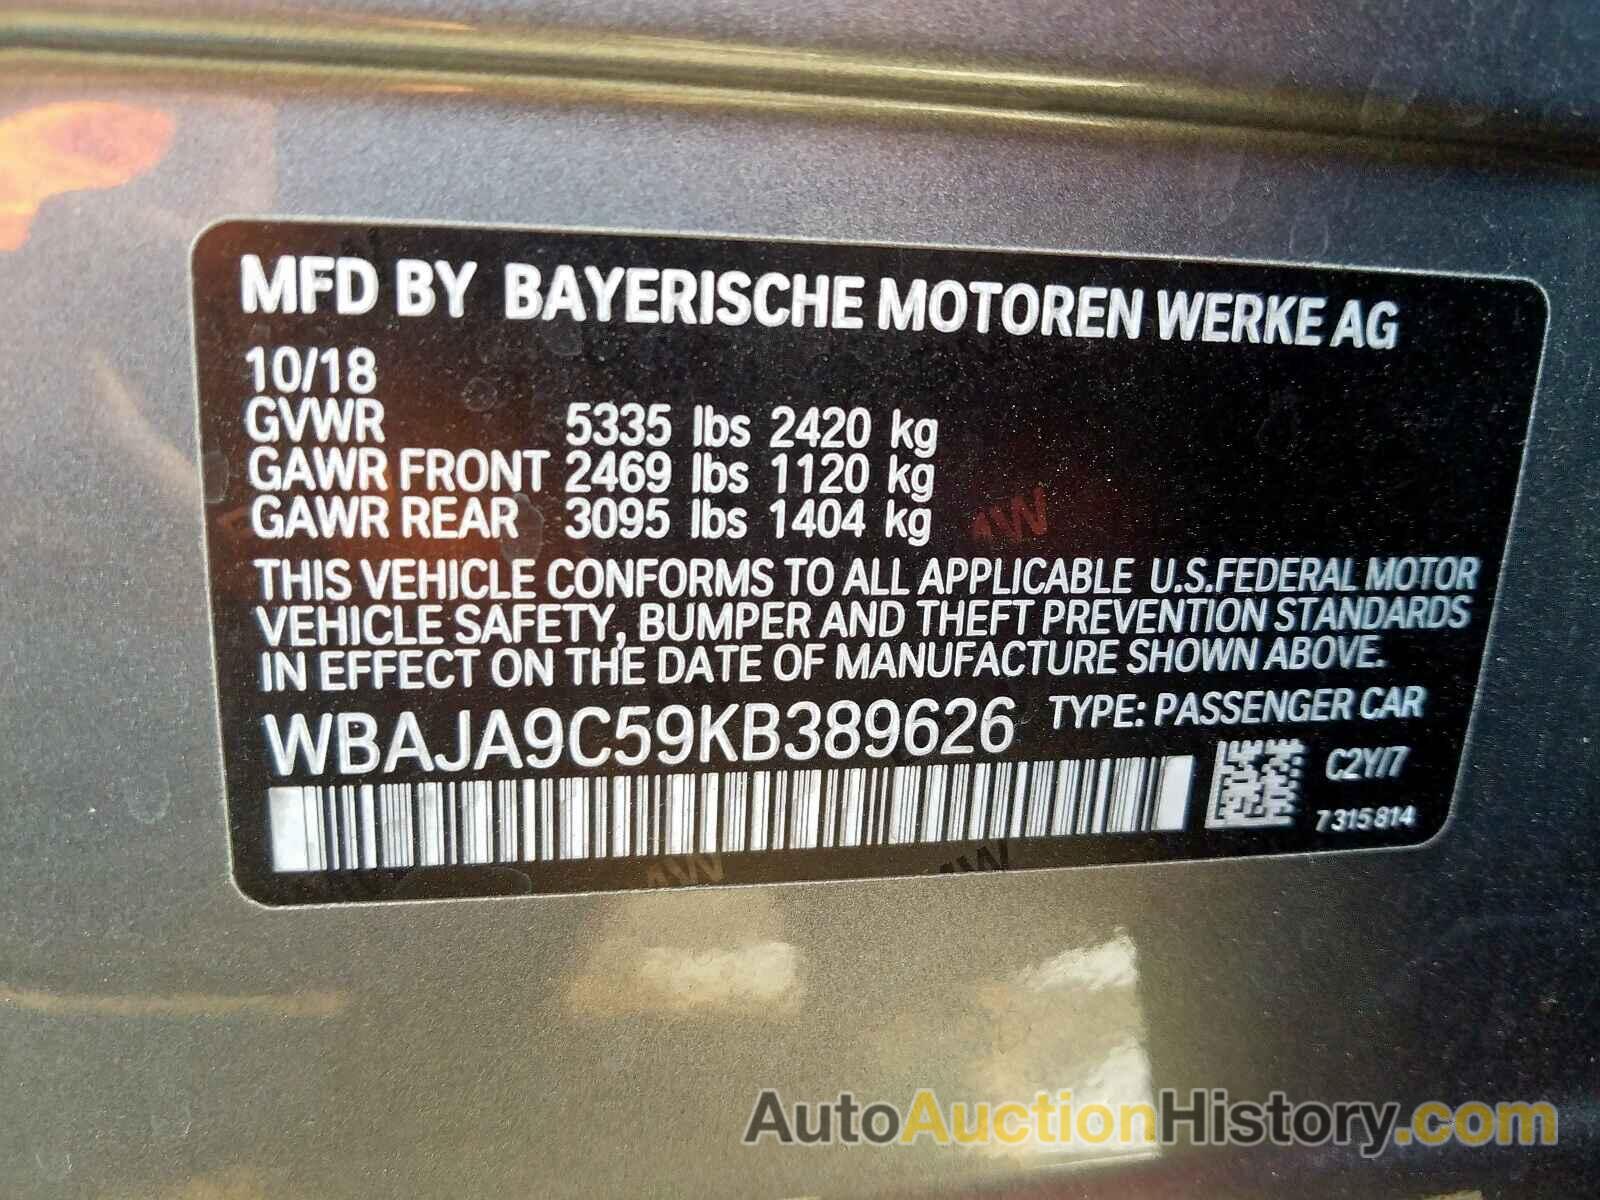 MFD BY BAYERISCHE MOTOREN WERKE AG
10/18
GVWR 5335 lbs 2420 kg
GAWR FRONT 2469 lbs 1120 kg
GAWR REAR 3095 lbs 1404 kg
THIS VEHICLE CONFORMS TO ALL APPLICABLE U.S.FEDERAL MOTOR
VEHICLE SAFETY, BUMPER AND THEFT PREVENTION STANDARDS
IN EFFECT ON THE DATE OF MANUFACTURE SHOWN ABOVE.
WBAJA9C59KB389626 TYPE: PASSENGER CAR
C2Y/7
7315814
AutoAuctionHistory.com